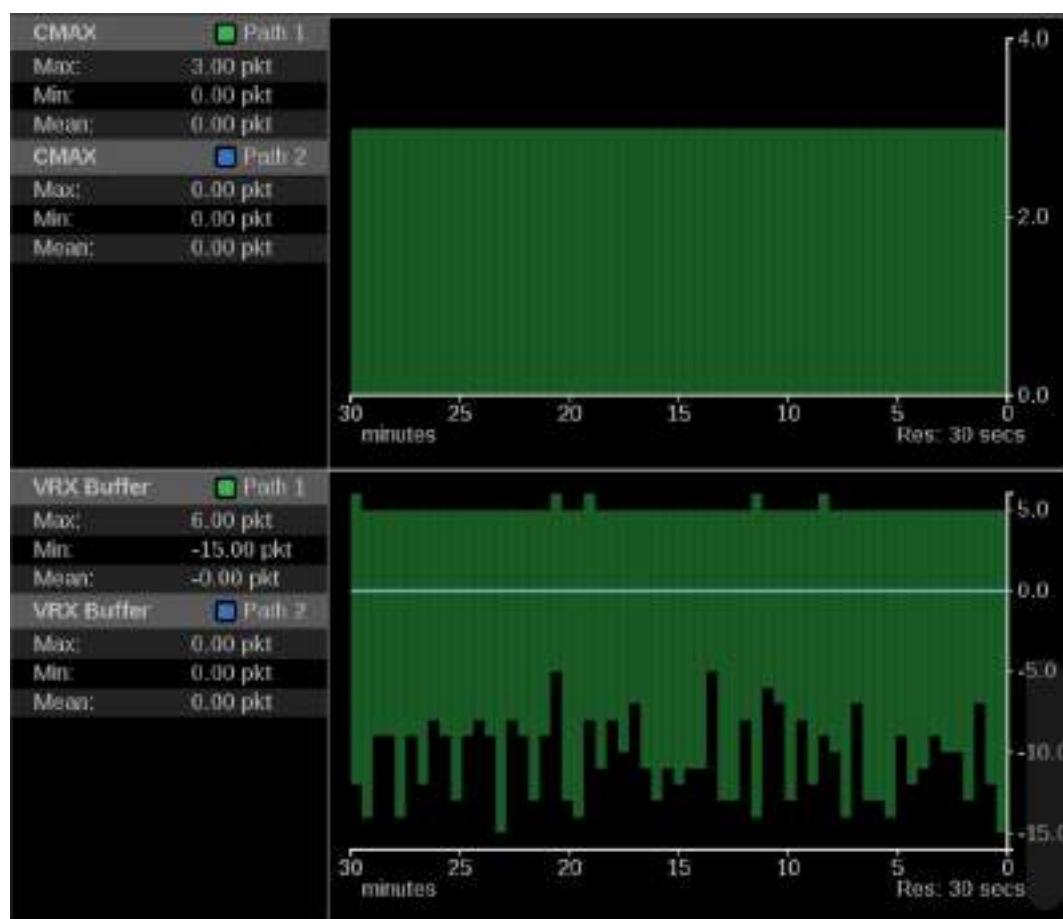 CMAX Path 1
Max: 3.00 pkt
Min: 0.00 pkt
Mean: 0.00 pkt
CMAX Path 2
Max: 0.00 pkt
Min: 0.00 pkt
Mean: 0.00 pkt
4.0
2.0
0.0
30 25 20 15 10 5 0
minutes Res: 30 secs
VRX Buffer Path 1
Max: 6.00 pkt
Min: -15.00 pkt
Mean: -0.00 pkt
VRX Buffer Path 2
Max: 0.00 pkt
Min: 0.00 pkt
Mean: 0.00 pkt
5.0
0.0
-5.0
-10.0
-15.0
30 25 20 15 10 5 0
minutes Res: 30 secs